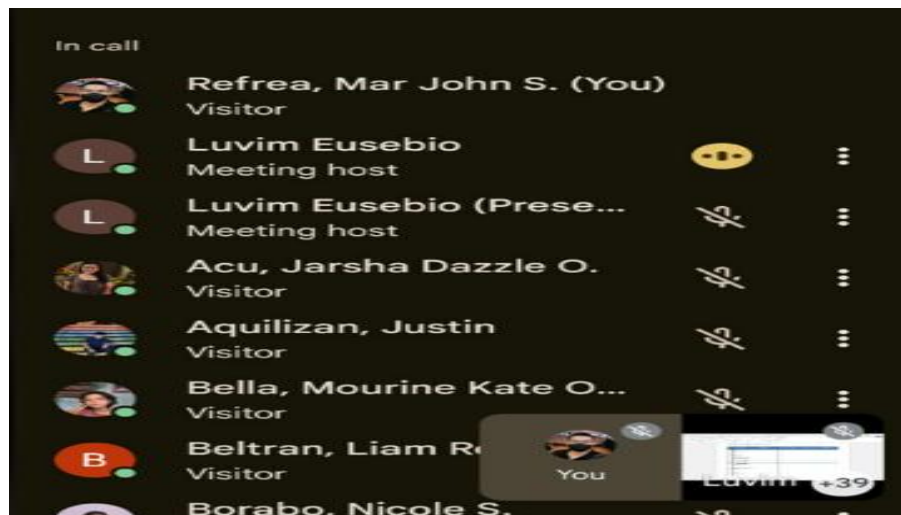 In call
Refrea, Mar John S. (You)
Visitor
L
Luvim Eusebio
Meeting host
L
Luvim Eusebio (Prese...
Meeting host
Acu, Jarsha Dazzle O.
Visitor
Aquilizan, Justin
Visitor
Bella, Mourine Kate O...
Visitor
B
Beltran, Liam R
Visitor
You
Luvim
+39
Borabo, Nicole S.